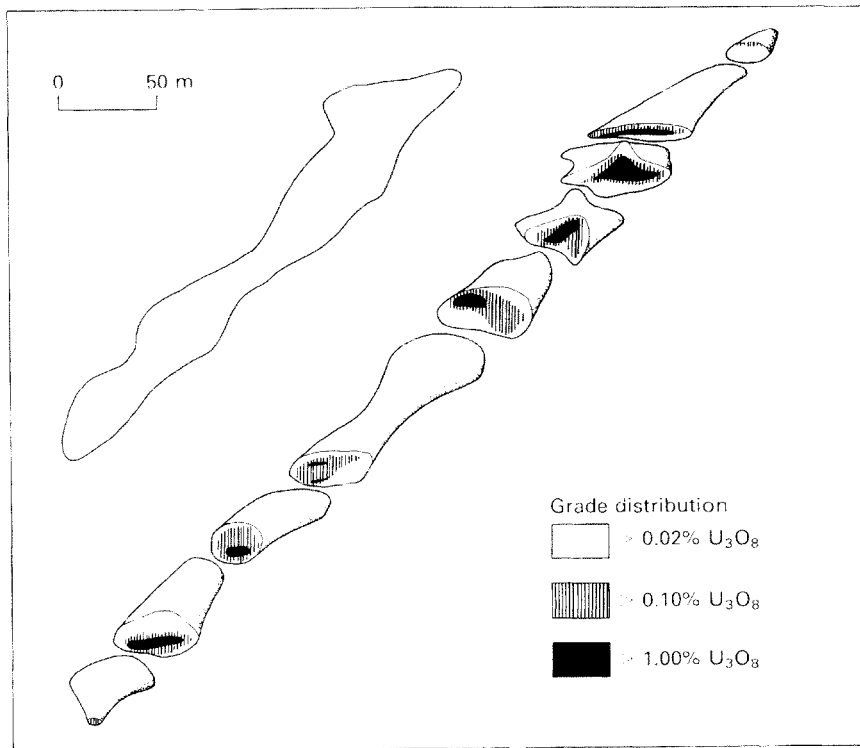 0 50 m
Grade distribution
> 0.02% U₃O₈
> 0.10% U₃O₈
> 1.00% U₃O₈